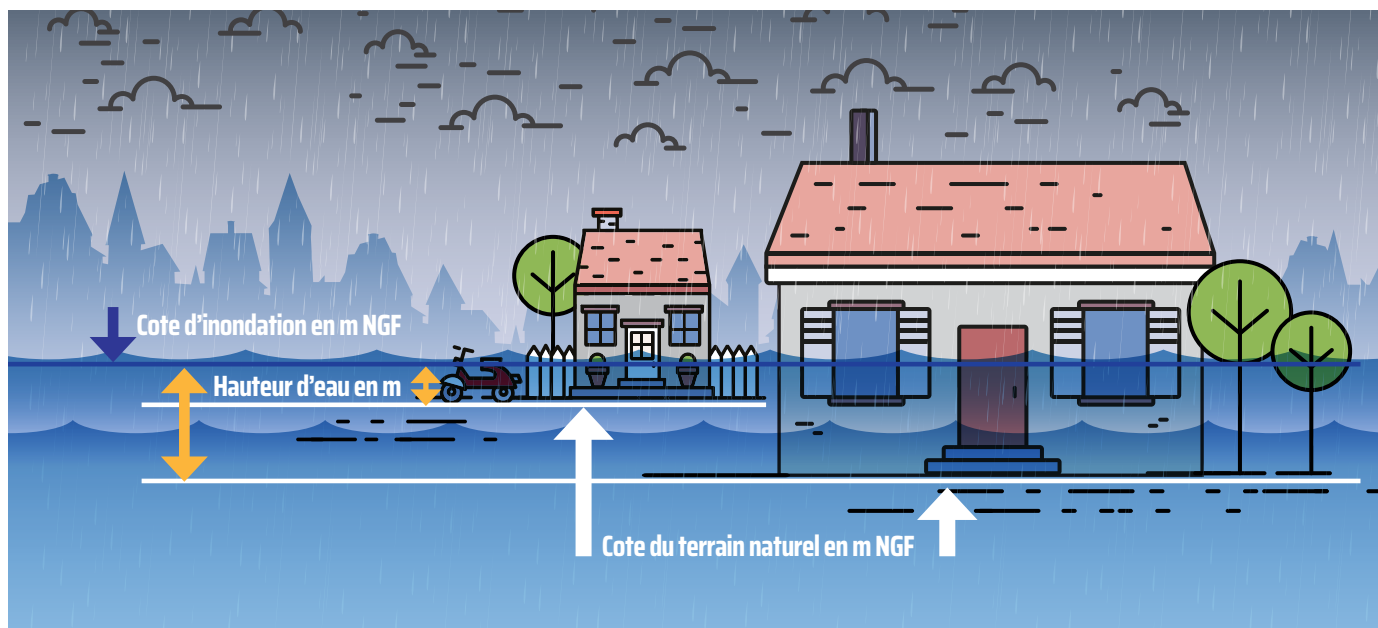 Cote d'inondation en m NGF
Hauteur d'eau en m
Cote du terrain naturel en m NGF